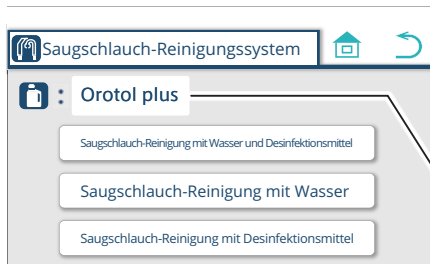 Saugschlauch-Reinigungssystem
: Orotol plus
Saugschlauch-Reinigung mit Wasser und Desinfektionsmittel
Saugschlauch-Reinigung mit Wasser
Saugschlauch-Reinigung mit Desinfektionsmittel